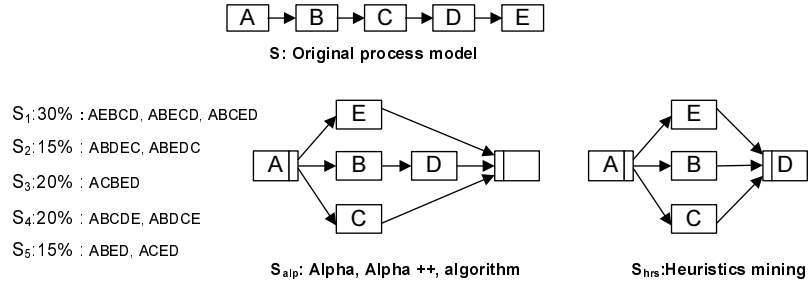 A B C D E
S: Original process model
S1:30% : AEBCD, ABECD, ABCED
S2:15% : ABDEC, ABEDC
S3:20% : ACBED
S4:20% : ABCDE, ABDCE
S5:15% : ABED, ACED
E
A B D
C
Salp: Alpha, Alpha ++, algorithm
E
A B D
C
Shrs:Heuristics mining